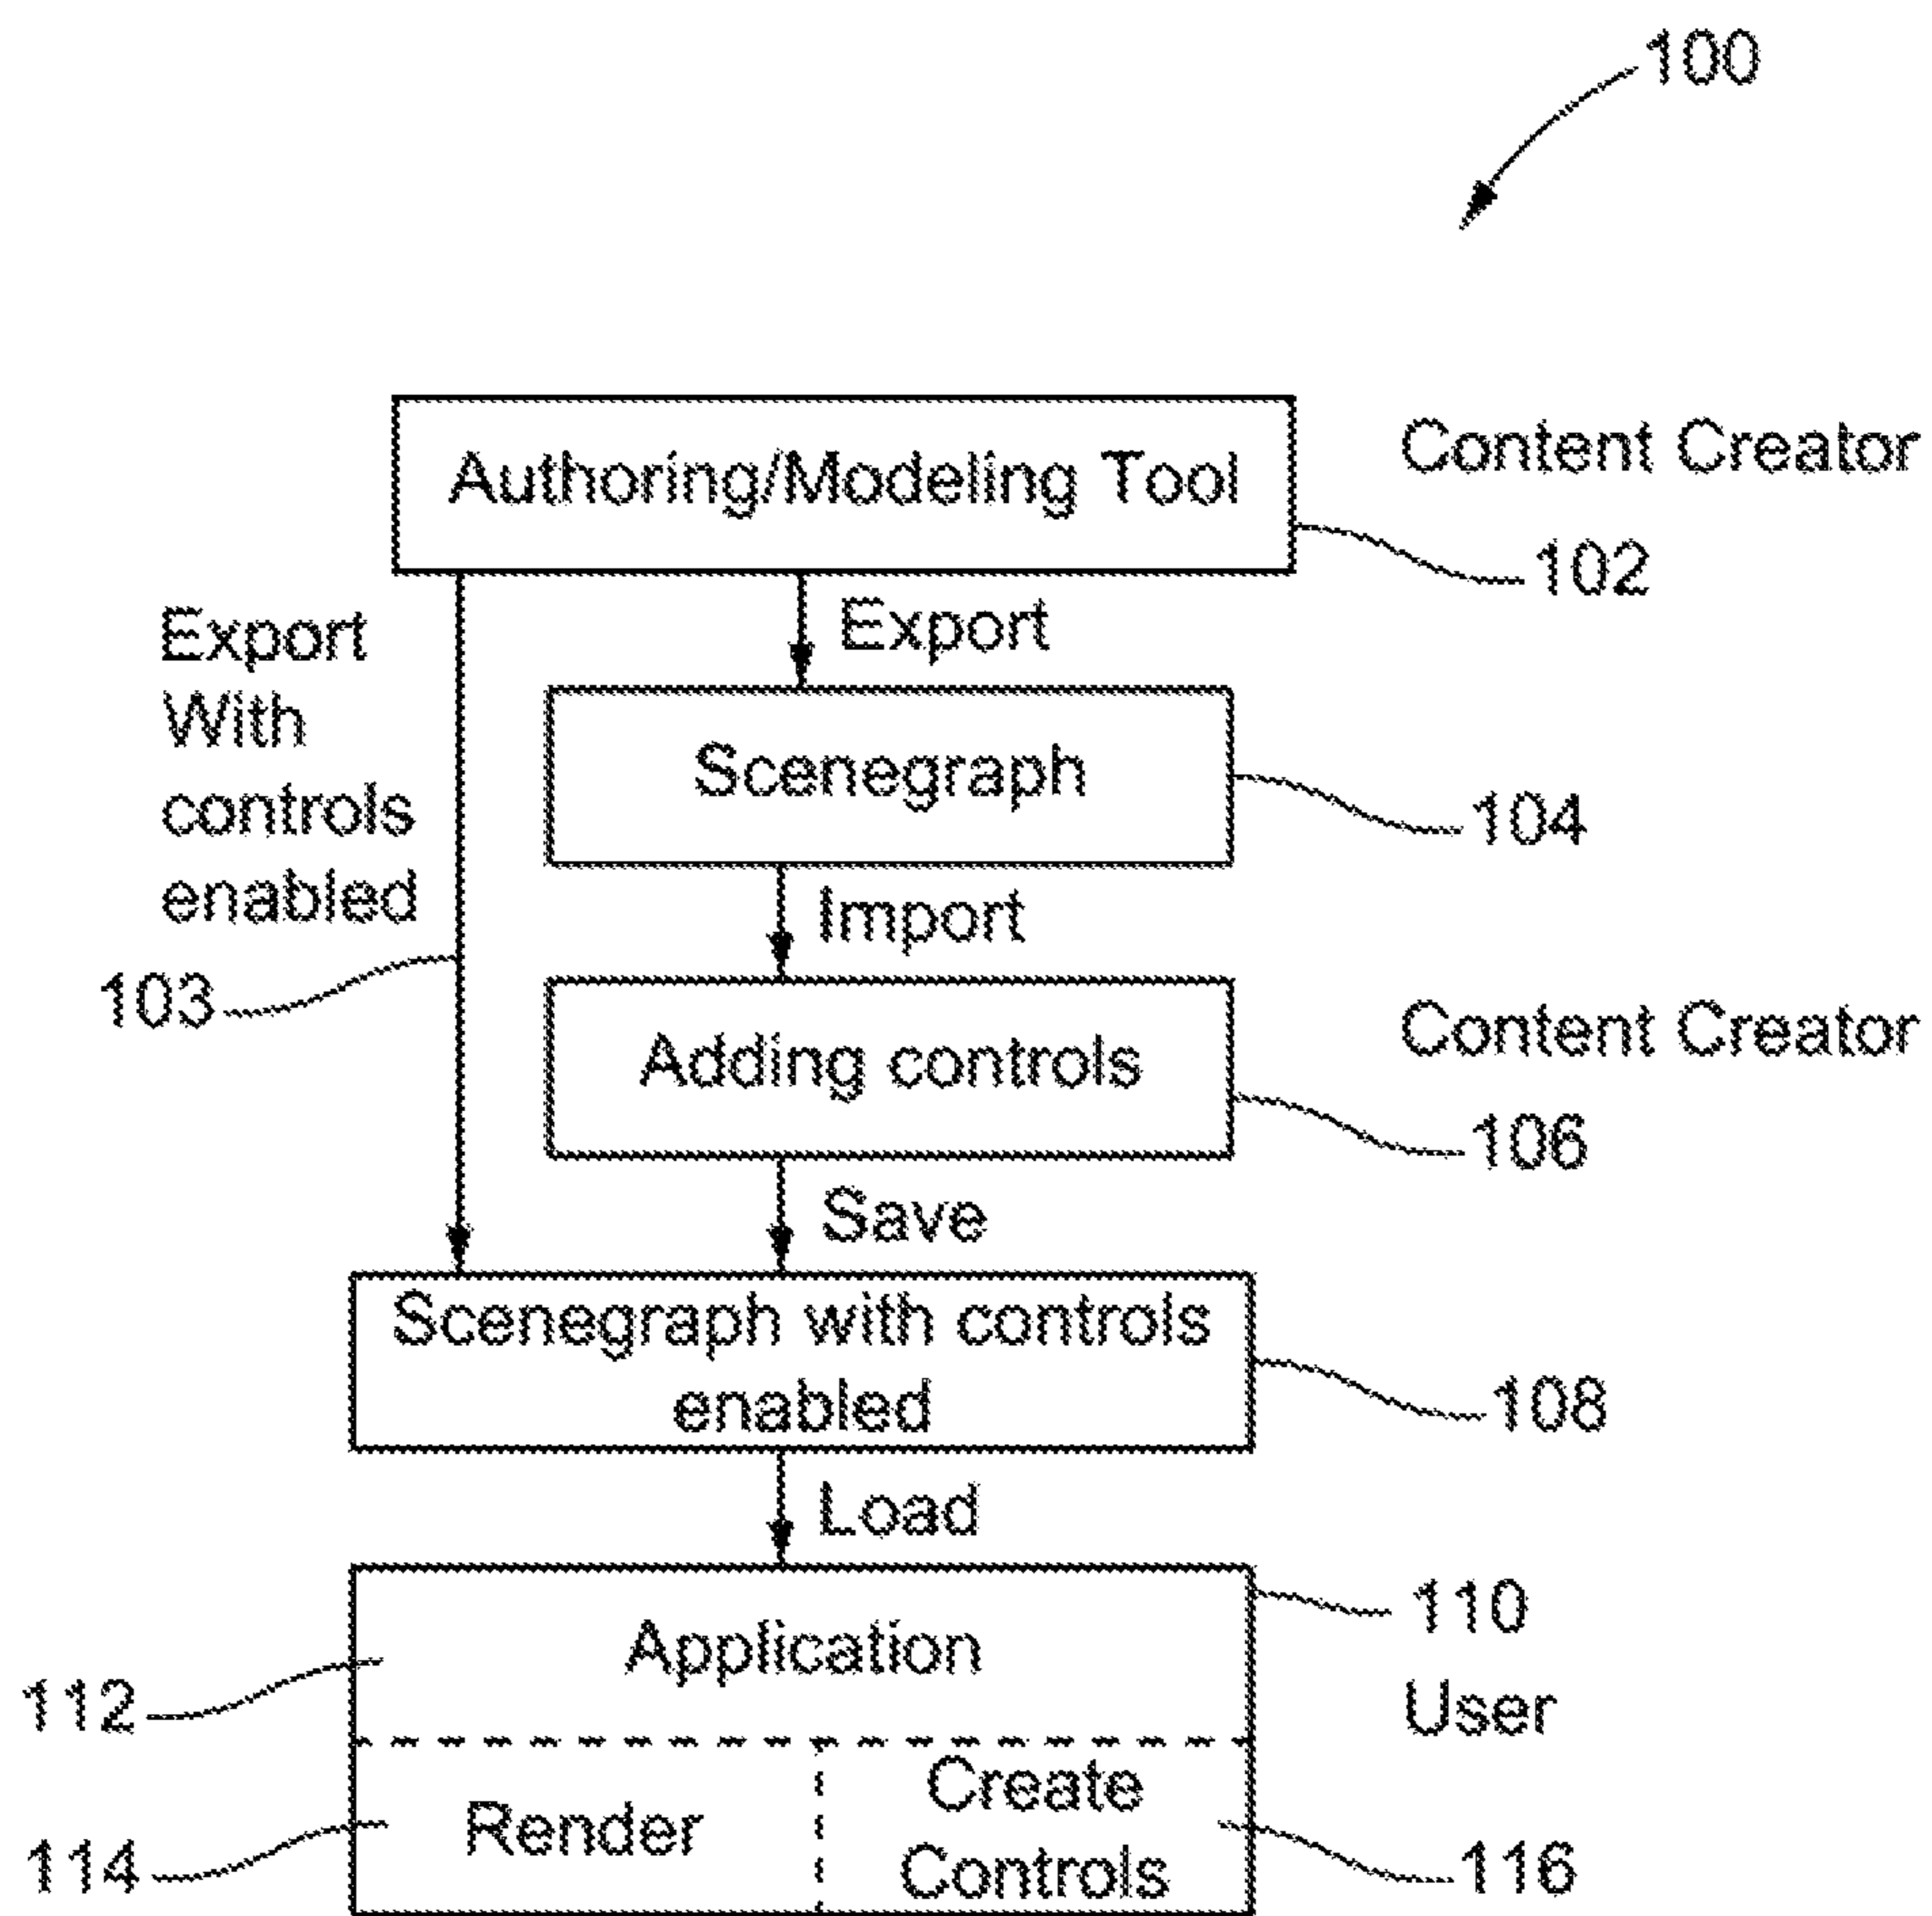 100
Authoring/Modeling Tool
Content Creator
102
Export
With
controls
enabled
103
Export
Scenegraph
104
Import
Adding controls
Content Creator
106
Save
Scenegraph with controls
enabled
108
Load
Application
110
User
112
Render
114
Create
Controls
116